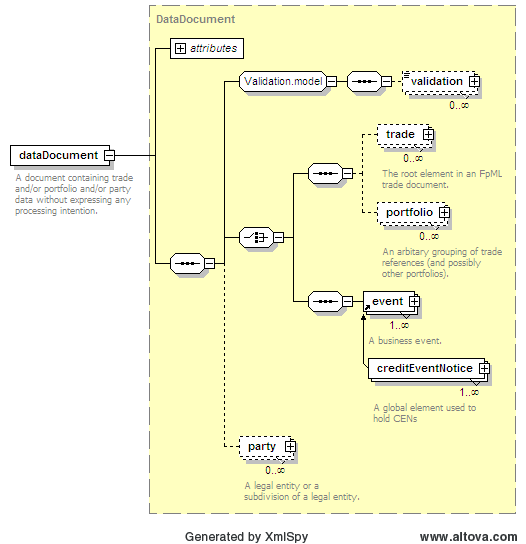 DataDocument
attributes
Validation.model
validation
0..∞
dataDocument
A document containing trade
and/or portfolio and/or party
data without expressing any
processing intention.
trade
0..∞
The root element in an FpML
trade document.
portfolio
0..∞
An arbitary grouping of trade
references (and possibly
other portfolios).
event
1..∞
A business event.
creditEventNotice
1..∞
A global element used to
hold CENs
party
0..∞
A legal entity or a
subdivision of a legal entity.
Generated by XmlSpy
www.altova.com